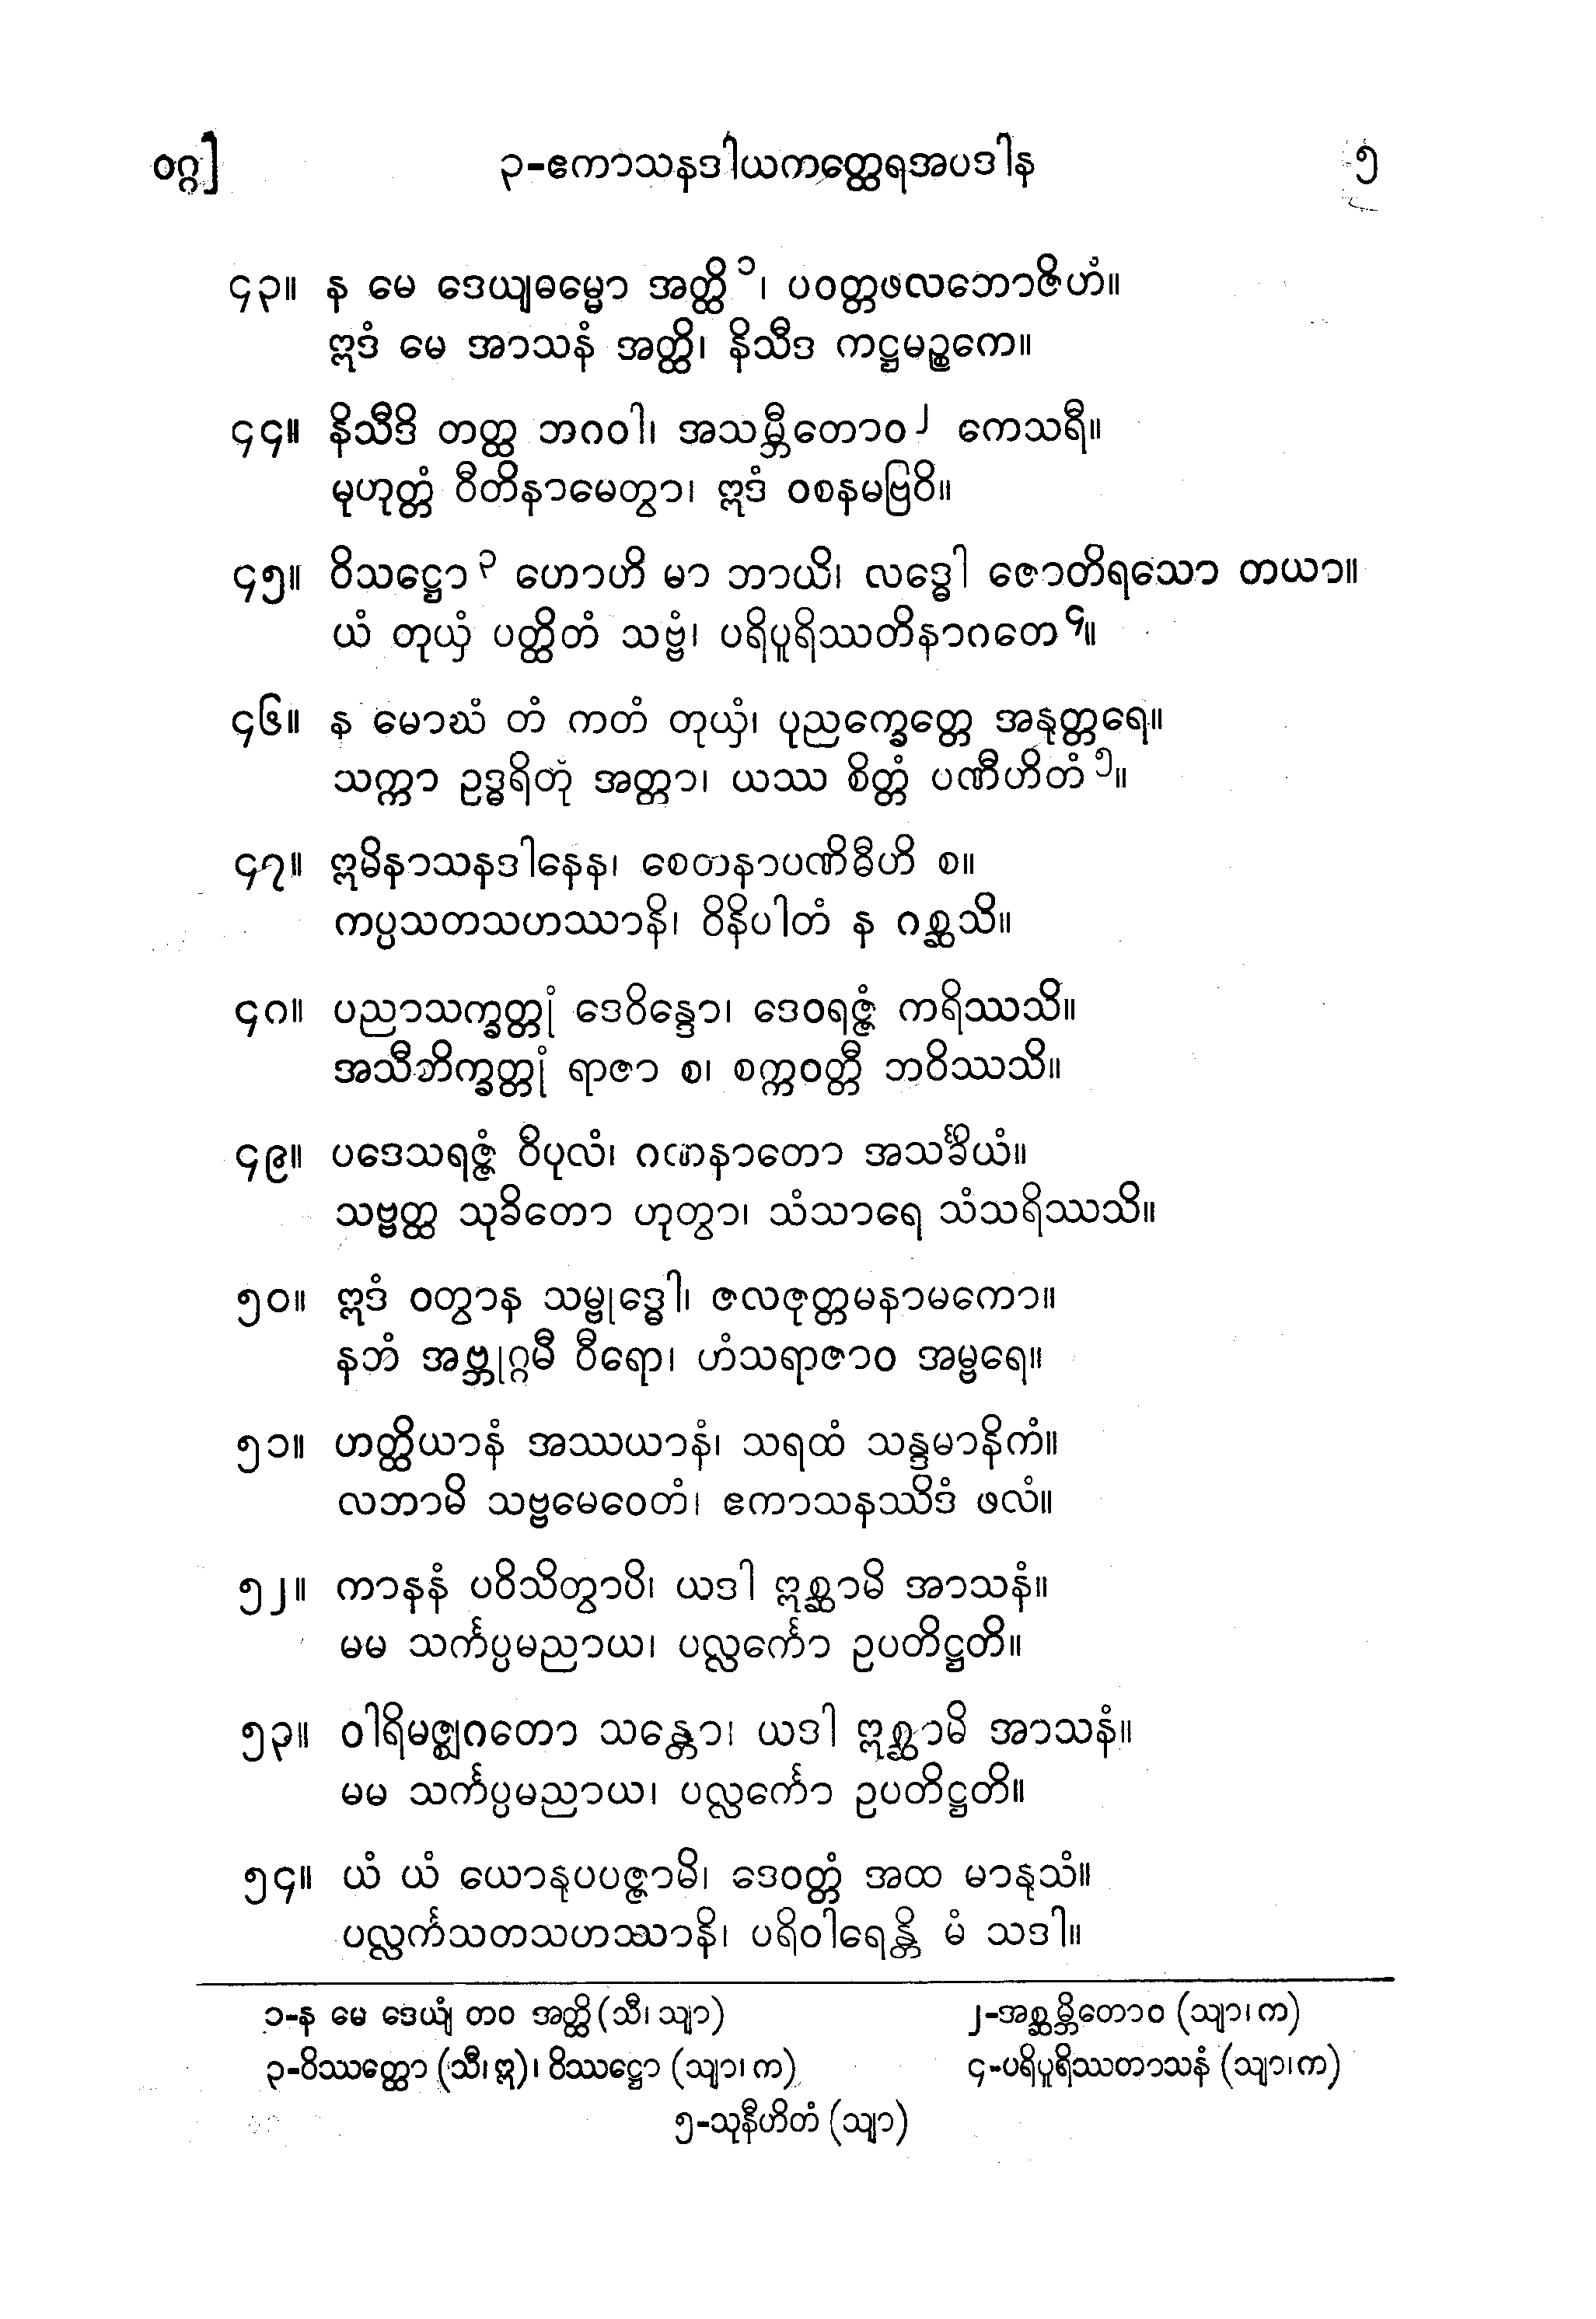 ဝဂ္ဂ]
၃-ဧကာသနဒါယကတ္ထေရအပဒါန
၅
၄၃။ န မေ ဒေယျဓမ္မော အတ္ထိ၁၊ ပဝတ္တဖလဘောဇိဟံ။
ဣဒံ မေ အာသနံ အတ္ထိ၊ နိသီဒ ကဋ္ဌမဉ္စကေ။
၄၄။ နိသီဒိ တတ္ထ ဘဂဝါ၊ အသမ္ဘီတောဝ၂ ကေသရီ။
မုဟုတ္တံ ဝီတိနာမေတွာ၊ ဣဒံ ဝစနမဗြဝိ။
၄၅။ ဝိသဋ္ဌော၃ ဟောဟိ မာ ဘာယိ၊ လဒ္ဓေါ ဇောတိရသော တယာ။
ယံ တုယှံ ပတ္ထိတံ သဗ္ဗံ၊ ပရိပူရိဿတိနာဂတေ၄။
၄၆။ န မောဃံ တံ ကတံ တုယှံ၊ ပုညက္ခေတ္တေ အနုတ္တရေ။
သက္ကာ ဥဒ္ဓရိတုံ အတ္တာ၊ ယဿ စိတ္တံ ပဏီဟိတံ၅။
၄၇။ ဣမိနာသနဒါနေန၊ စေတနာပဏိဓီဟိ စ။
ကပ္ပသတသဟဿာနိ၊ ဝိနိပါတံ န ဂစ္ဆသိ။
၄၈။ ပညာသက္ခတ္တုံ ဒေဝိန္ဒော၊ ဒေဝရဇ္ဇံ ကရိဿသိ။
အသီတိက္ခတ္တုံ ရာဇာ စ၊ စက္ကဝတ္တီ ဘဝိဿသိ။
၄၉။ ပဒေသရဇ္ဇံ ဝိပုလံ၊ ဂဏနာတော အသင်္ခိယံ။
သဗ္ဗတ္ထ သုခိတော ဟုတွာ၊ သံသာရေ သံသရိဿသိ။
၅၀။ ဣဒံ ဝတွာန သမ္ဗုဒ္ဓေါ၊ ဇလဇုတ္တမနာမကော။
နဘံ အဗ္ဘုဂ္ဂမီ ဝီရော၊ ဟံသရာဇာဝ အမ္ဗရေ။
၅၁။ ဟတ္ထိယာနံ အဿယာနံ၊ သရထံ သန္ဒမာနိကံ။
လဘာမိ သဗ္ဗမေဝေတံ၊ ဧကာသနဿိဒံ ဖလံ။
၅၂။ ကာနနံ ပဝိသိတွာပိ၊ ယဒါ ဣစ္ဆာမိ အာသနံ။
မမ သင်္ကပ္ပမညာယ၊ ပလ္လင်္ကော ဥပတိဋ္ဌတိ။
၅၃။ ဝါရိမဇ္ဈဂတော သန္တော၊ ယဒါ ဣစ္ဆာမိ အာသနံ။
မမ သင်္ကပ္ပမညာယ၊ ပလ္လင်္ကော ဥပတိဋ္ဌတိ။
၅၄။ ယံ ယံ ယောနုပပဇ္ဇာမိ၊ ဒေဝတ္တံ အထ မာနုသံ။
ပလ္လင်္ကသတသဟဿာနိ၊ ပရိဝါရေန္တိ မံ သဒါ။
၁-န မေ ဒေယျံ တဝ အတ္ထိ (သီ၊ သျာ) ၂-အစ္ဆမ္ဘိတောဝ (သျာ၊ က)
၃-ဝိဿတ္ထော (သီ၊ ဣ)၊ ဝိဿဋ္ဌော (သျာ၊ က) ၄-ပရိပူရိဿတာသနံ (သျာ၊ က)
၅-သုနီဟိတံ (သျာ)